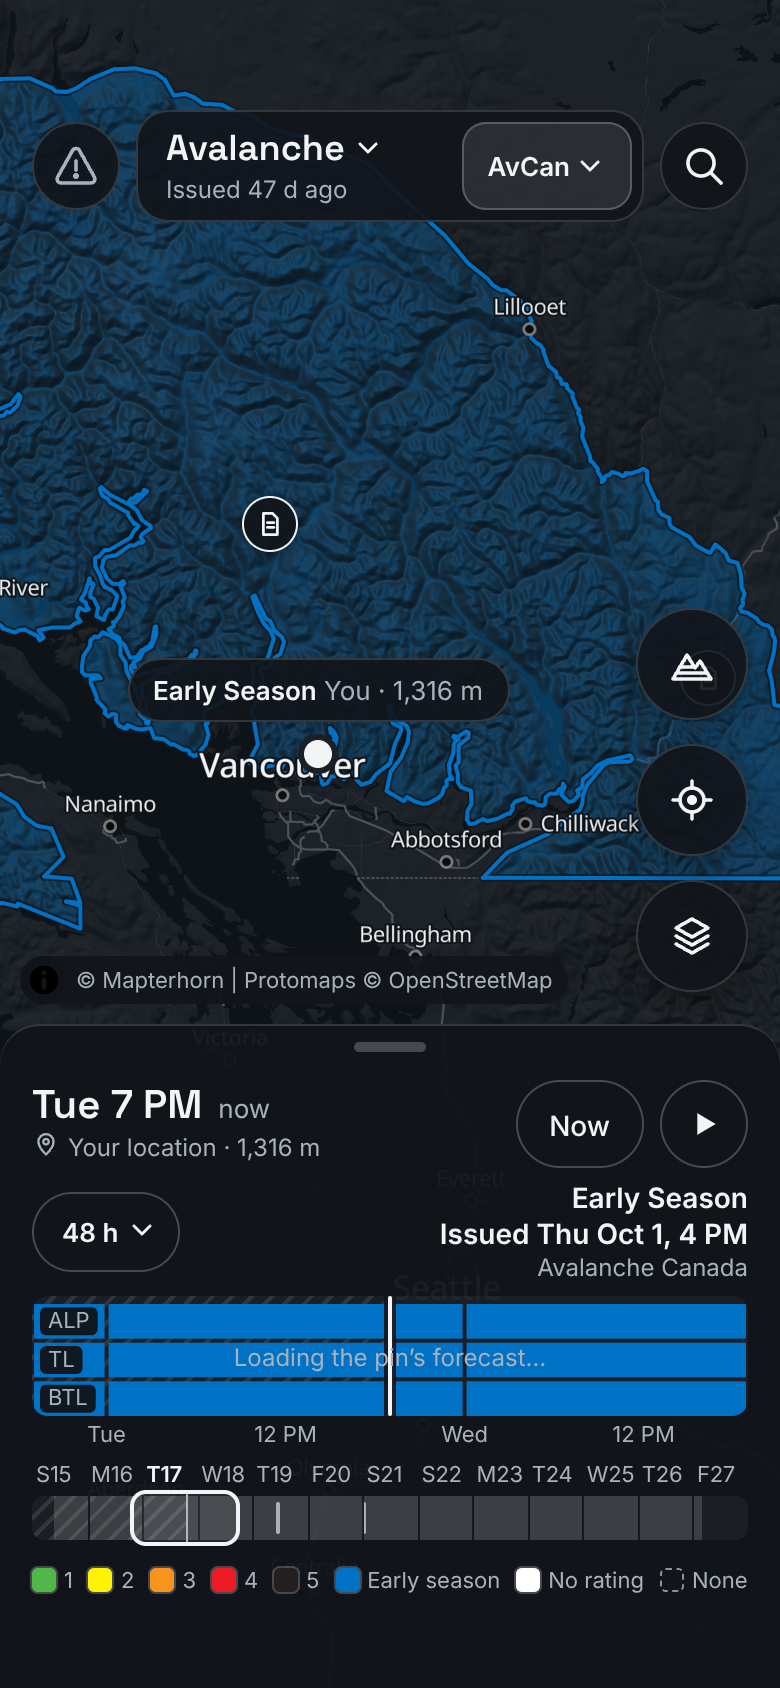 Avalanche
Issued 47 d ago
AvCan
Lillooet
River
Early Season You · 1,316 m
Vancouver
Nanaimo
Abbotsford
Chilliwack
Bellingham
© Mapterhorn | Protomaps © OpenStreetMap
Victoria
Tue 7 PM now
Now
Your location · 1,316 m
Everett
48 h
Early Season
Issued Thu Oct 1, 4 PM
Avalanche Canada
Seattle
ALP
TL
Loading the pin's forecast...
BTL
Tue 12 PM Wed 12 PM
S15 M16 T17 W18 T19 F20 S21 S22 M23 T24 W25 T26 F27
1 2 3 4 5 Early season No rating None